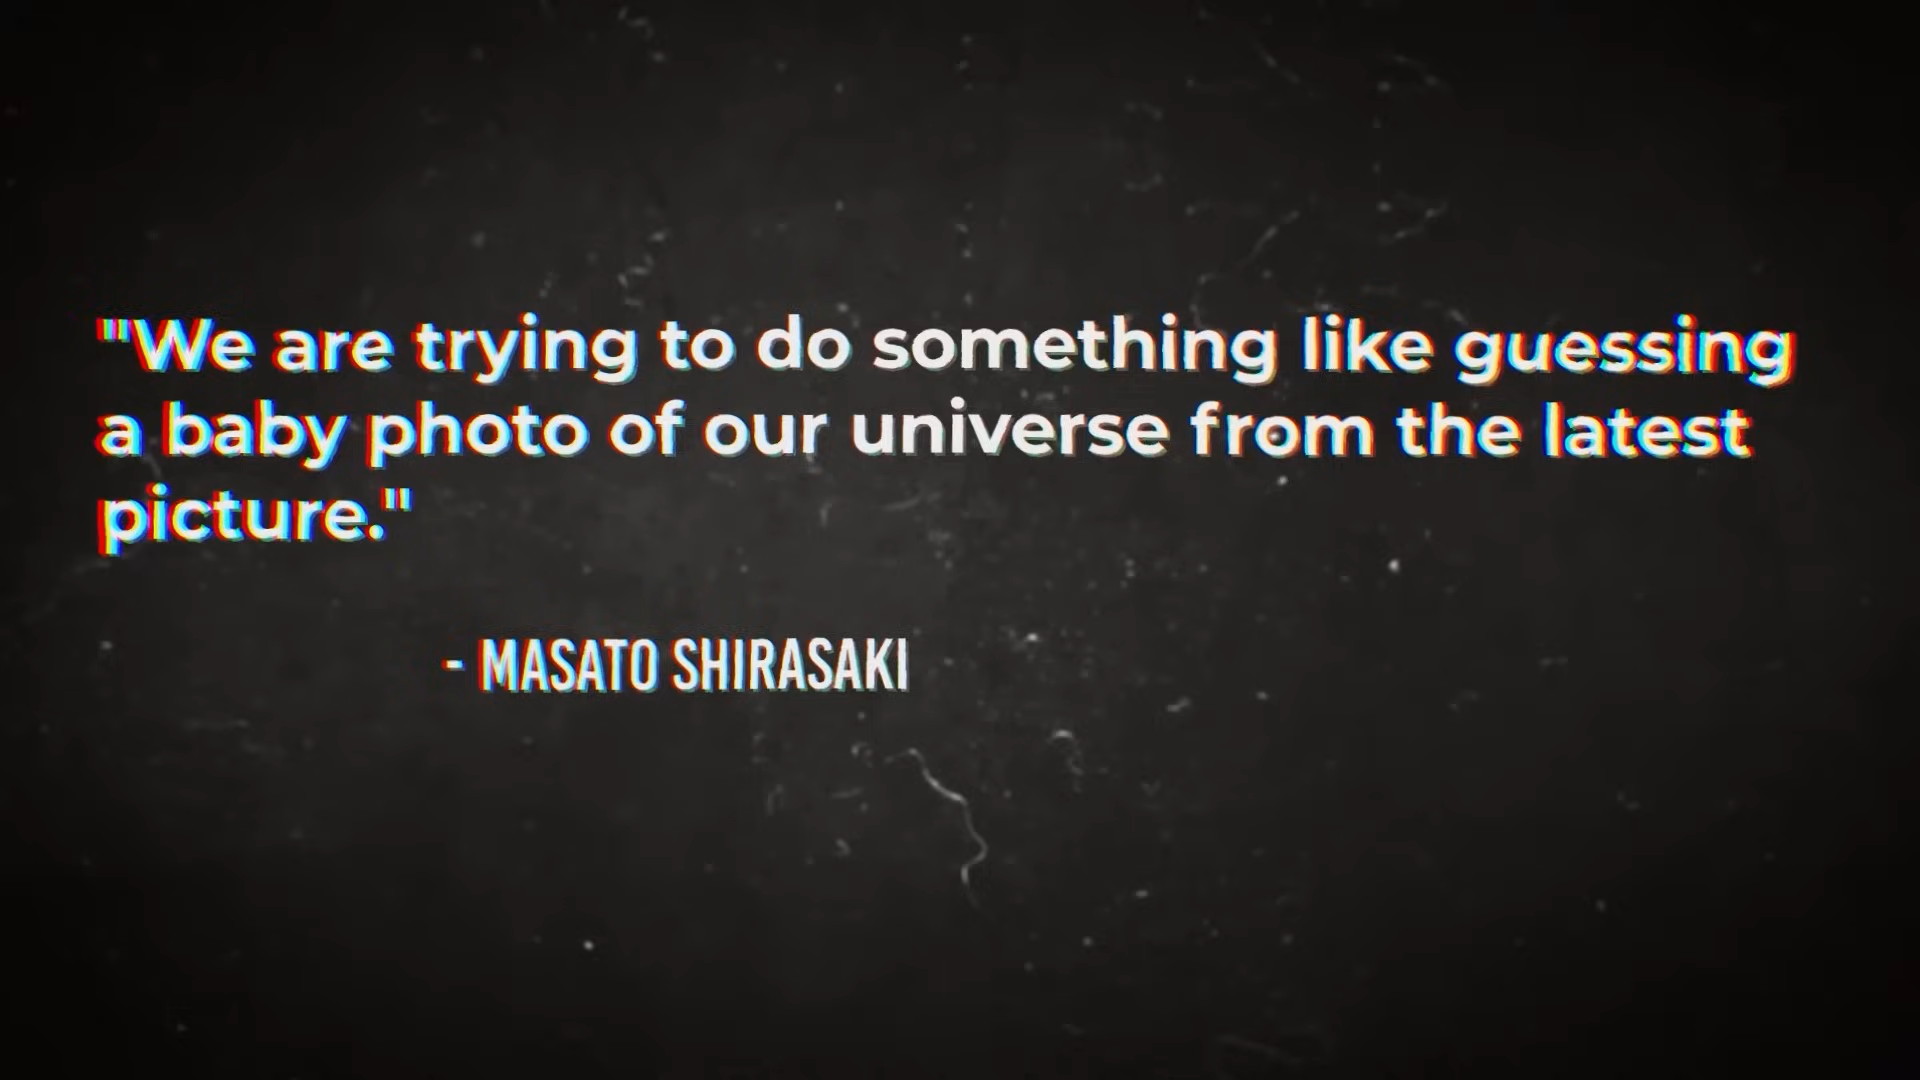 "We are trying to do something like guessing
a baby photo of our universe from the latest
picture."
- MASATO SHIRASAKI